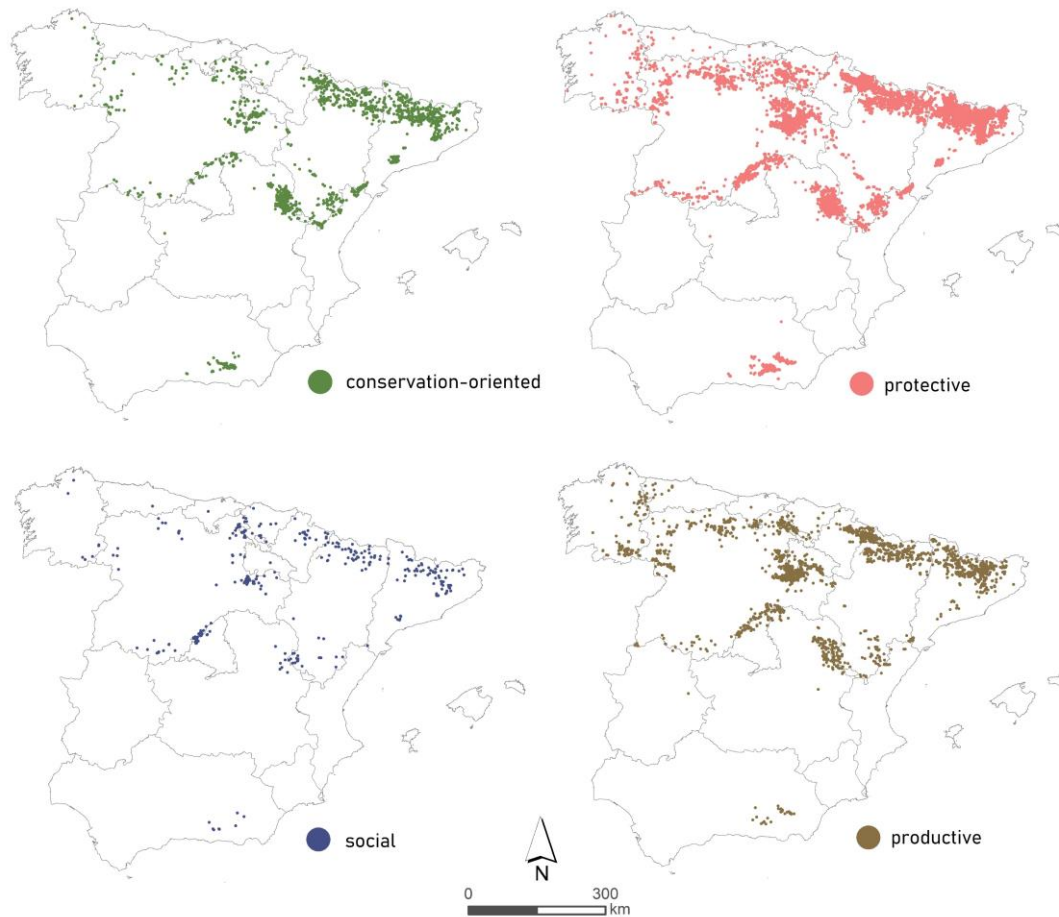 conservation-oriented
protective
social
productive
N
0 300
km